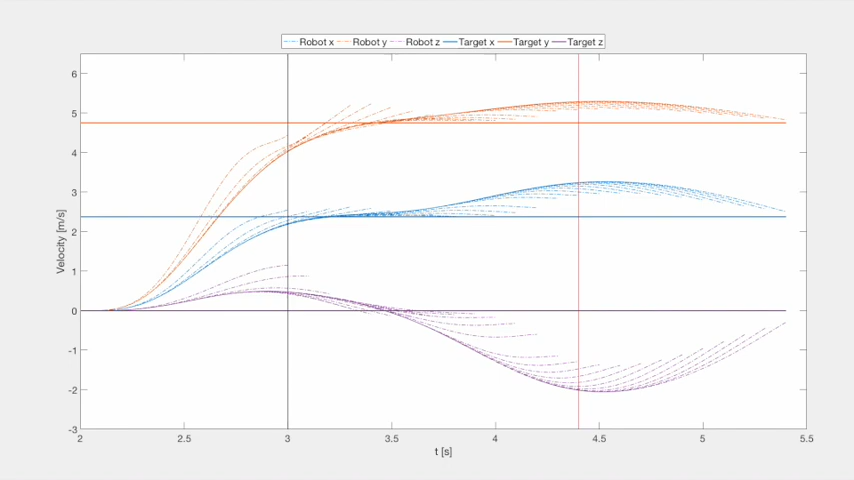 Robot x Robot y Robot z Target x Target y Target z
6
5
4
3
2
1
0
-1
-2
-3
Velocity [m/s]
2 2.5 3 3.5 4 4.5 5 5.5
t [s]